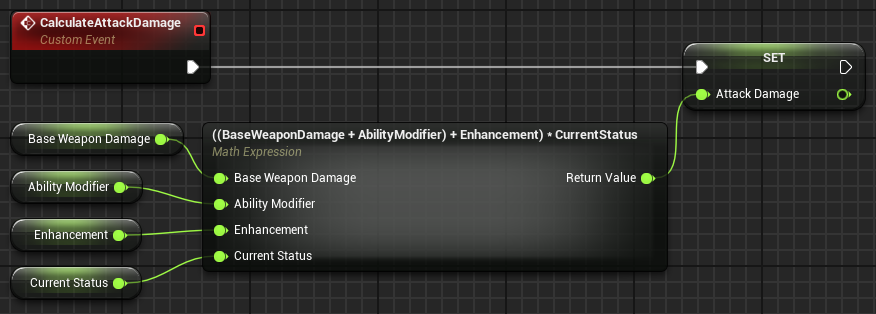 CalculateAttackDamage
Custom Event
SET
Attack Damage
Base Weapon Damage
Ability Modifier
Enhancement
Current Status
((BaseWeaponDamage + AbilityModifier) + Enhancement) * CurrentStatus
Math Expression
Base Weapon Damage
Return Value
Ability Modifier
Enhancement
Current Status